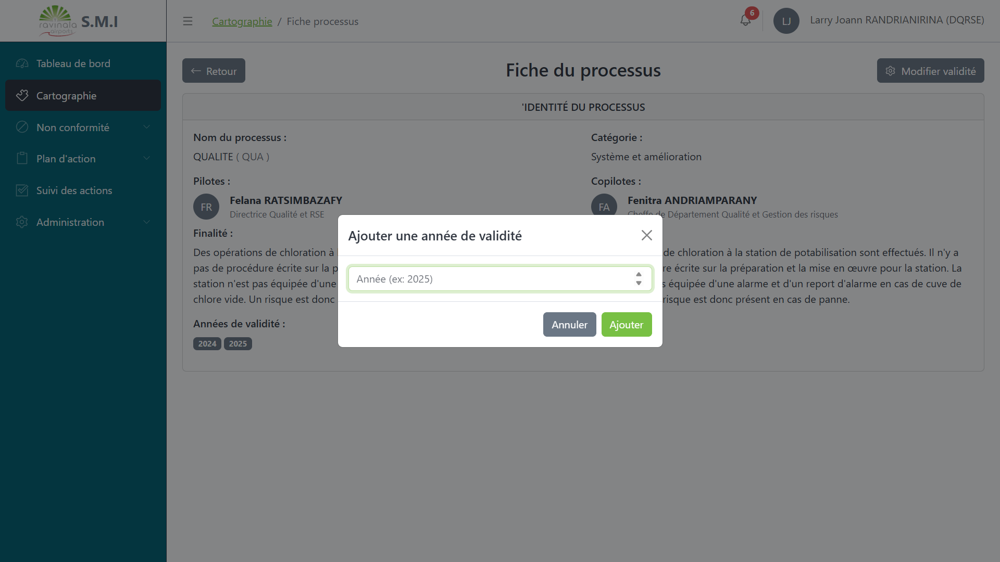 ravinala
airports
S.M.I
Cartographie / Fiche processus
6
LJ
Larry Joann RANDRIANIRINA (DQRSE)
Tableau de bord
Cartographie
Non conformité
Plan d'action
Suivi des actions
Administration
Retour
Fiche du processus
Modifier validité
'IDENTITÉ DU PROCESSUS
Nom du processus :
QUALITE ( QUA )
Catégorie :
Système et amélioration
Pilotes :
FR
Felana RATSIMBAZAFY
Directrice Qualité et RSE
Copilotes :
FA
Fenitra ANDRIAMPARANY
Cheffe de Département Qualité et Gestion des risques
Finalité :
Des opérations de chloration à
de chloration à la station de potabilisation sont effectués. Il n'y a
pas de procédure écrite sur la
écrite sur la préparation et la mise en œuvre pour la station. La
station n'est pas équipée d'une
équipée d'une alarme et d'un report d'alarme en cas de cuve de
chlore vide. Un risque est donc
risque est donc présent en cas de panne.
Années de validité :
2024 2025
Ajouter une année de validité
Année (ex: 2025)
Annuler
Ajouter